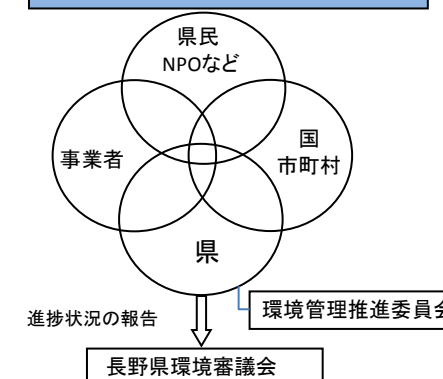 県民
NPOなど
事業者
国
市町村
県
進捗状況の報告
環境管理推進委員会
長野県環境審議会